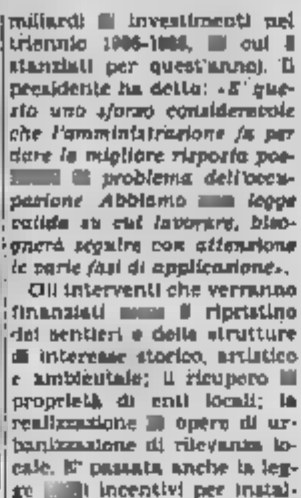 miliardi investimenti nel
triennio 1986-1988, cui
stanziati per quest'anno). Il
presidente ha detto: «E' que-
sto uno sforzo considerevole
che l'amministrazione fa per
dare la migliore risposta pos-
problema dell'occu-
pazione Abbiamo legge
valida su cui lavorare, biso-
gnerà seguire con attenzione
le varie fasi di applicazione».
Gli interventi che verranno
finanziati il ripristino
dei sentieri e delle strutture
di interesse storico, artistico
e ambientale; il ricupero
proprietà di enti locali; la
realizzazione opere di ur-
banizzazione di rilevanza lo-
cale. E' passata anche la leg-
ge incentivi per instal-